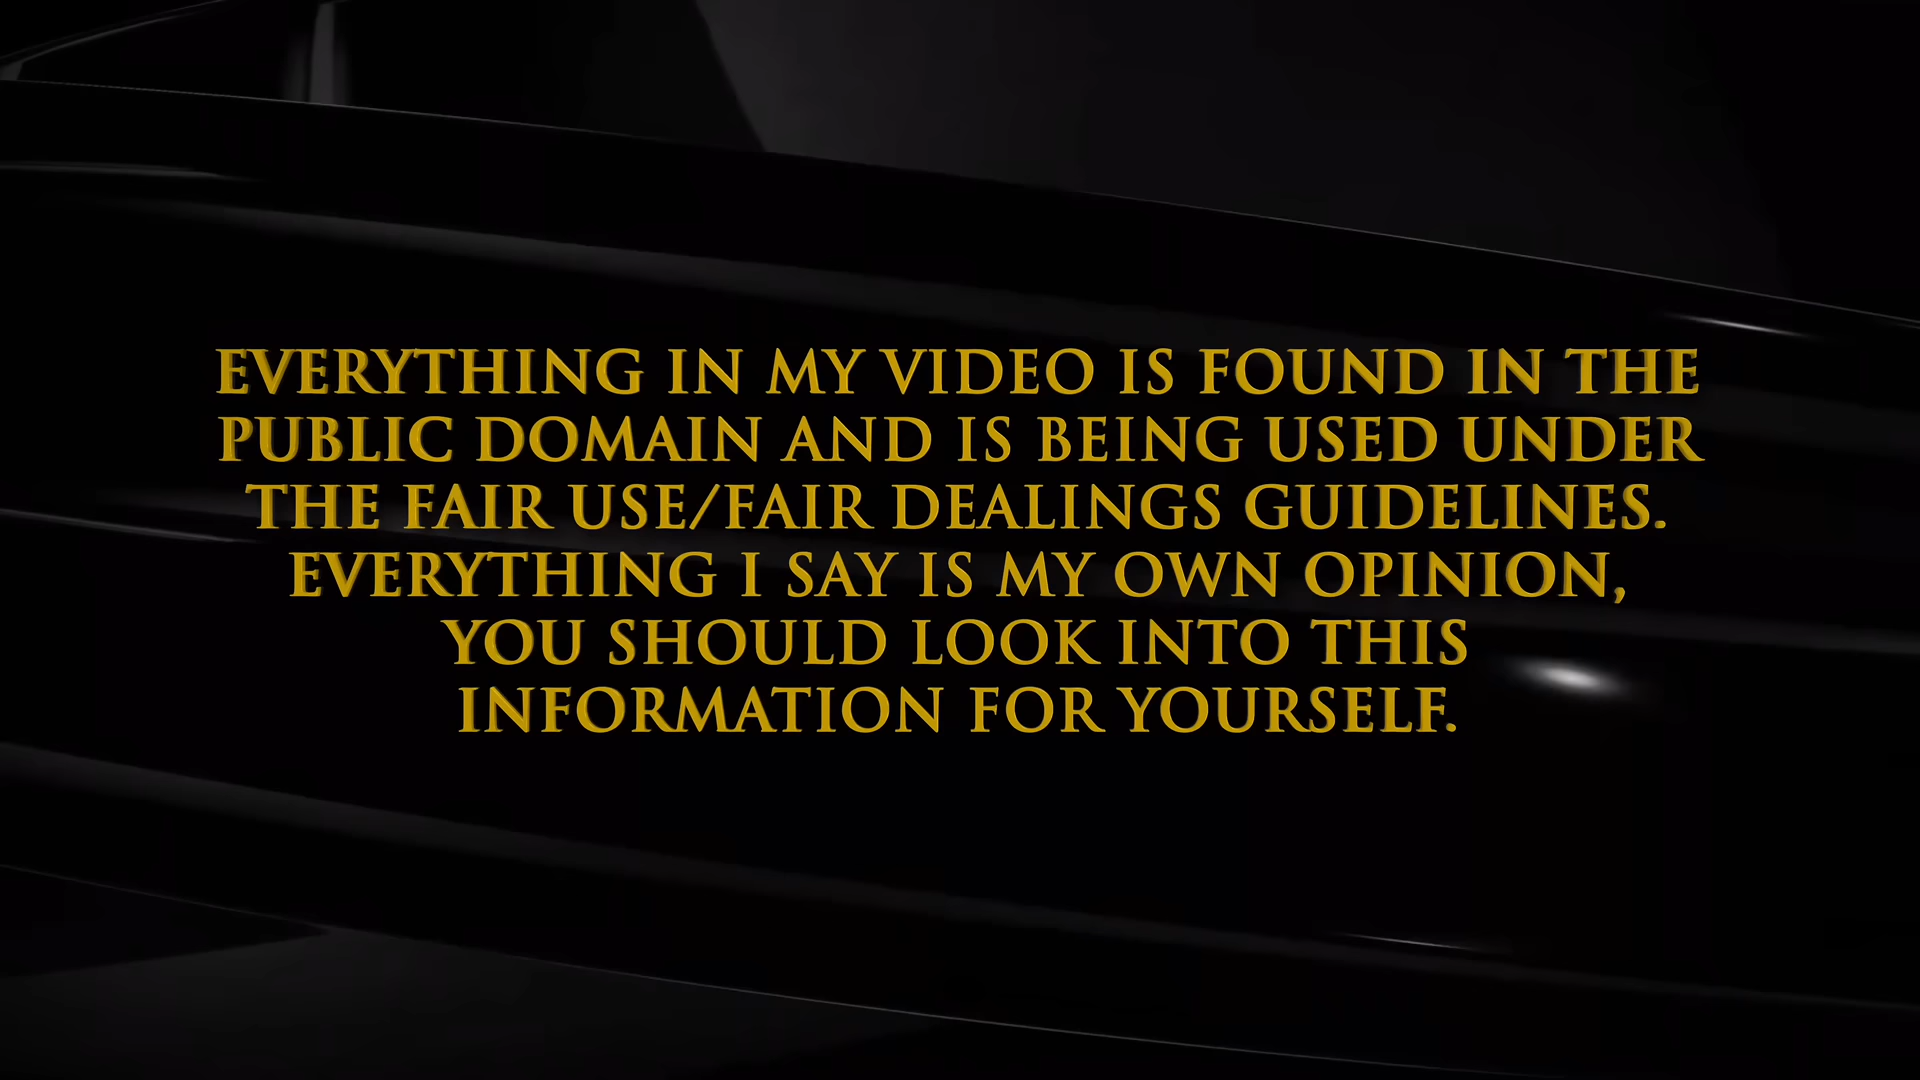 EVERYTHING IN MY VIDEO IS FOUND IN THE
PUBLIC DOMAIN AND IS BEING USED UNDER
THE FAIR USE/FAIR DEALINGS GUIDELINES.
EVERYTHING I SAY IS MY OWN OPINION,
YOU SHOULD LOOK INTO THIS
INFORMATION FOR YOURSELF.